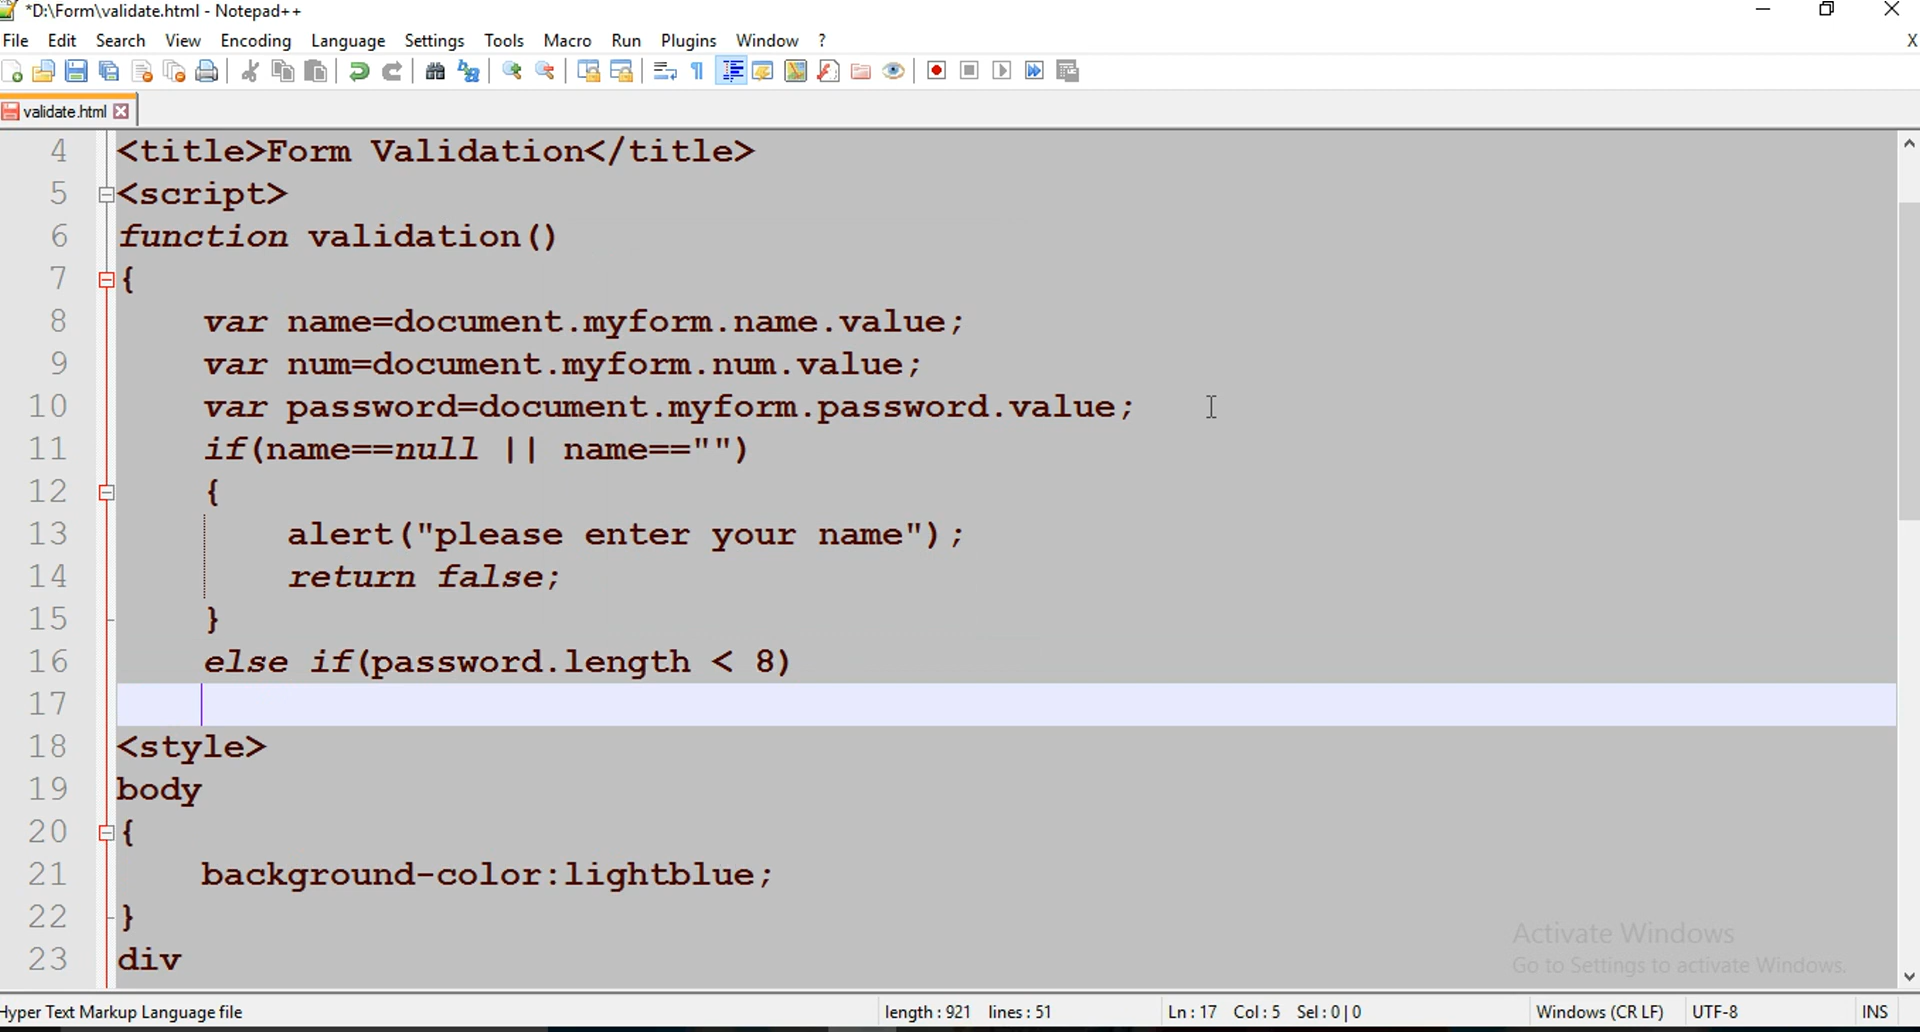 *D:\Form\validate.html - Notepad++
File Edit Search View Encoding Language Settings Tools Macro Run Plugins Window ? X
validate.html
4 <title>Form Validation</title>
5 <script>
6 function validation()
7 {
8 var name=document.myform.name.value;
9 var num=document.myform.num.value;
10 var password=document.myform.password.value;
11 if(name==null || name=="")
12 {
13 alert("please enter your name");
14 return false;
15 }
16 else if(password.length < 8)
17
18 <style>
19 body
20 {
21 background-color:lightblue;
22 }
23 div
Activate Windows
Go to Settings to activate Windows.
Hyper Text Markup Language file length : 921 lines : 51 Ln : 17 Col : 5 Sel : 0 | 0 Windows (CR LF) UTF-8 INS